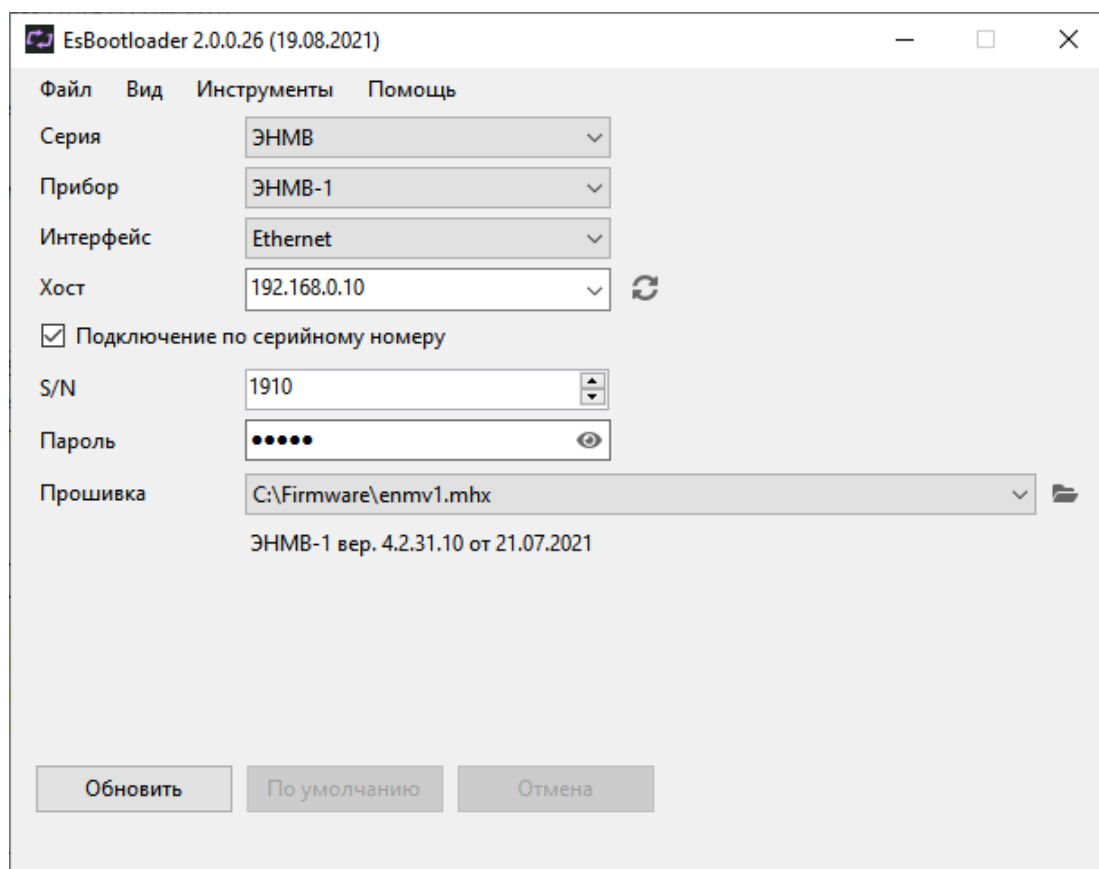 EsBootloader 2.0.0.26 (19.08.2021)
Файл Вид Инструменты Помощь
Серия ЭНМВ
Прибор ЭНМВ-1
Интерфейс Ethernet
Хост 192.168.0.10
Подключение по серийному номеру
S/N 1910
Пароль •••••
Прошивка C:\Firmware\enmv1.mhx
ЭНМВ-1 вер. 4.2.31.10 от 21.07.2021
Обновить По умолчанию Отмена